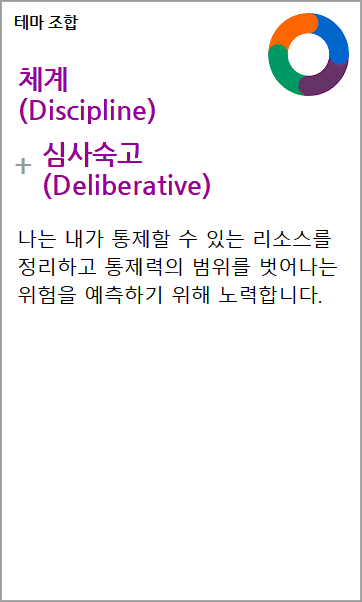 테마 조합
체계
(Discipline)
+ 심사숙고
(Deliberative)
나는 내가 통제할 수 있는 리소스를
정리하고 통제력의 범위를 벗어나는
위험을 예측하기 위해 노력합니다.